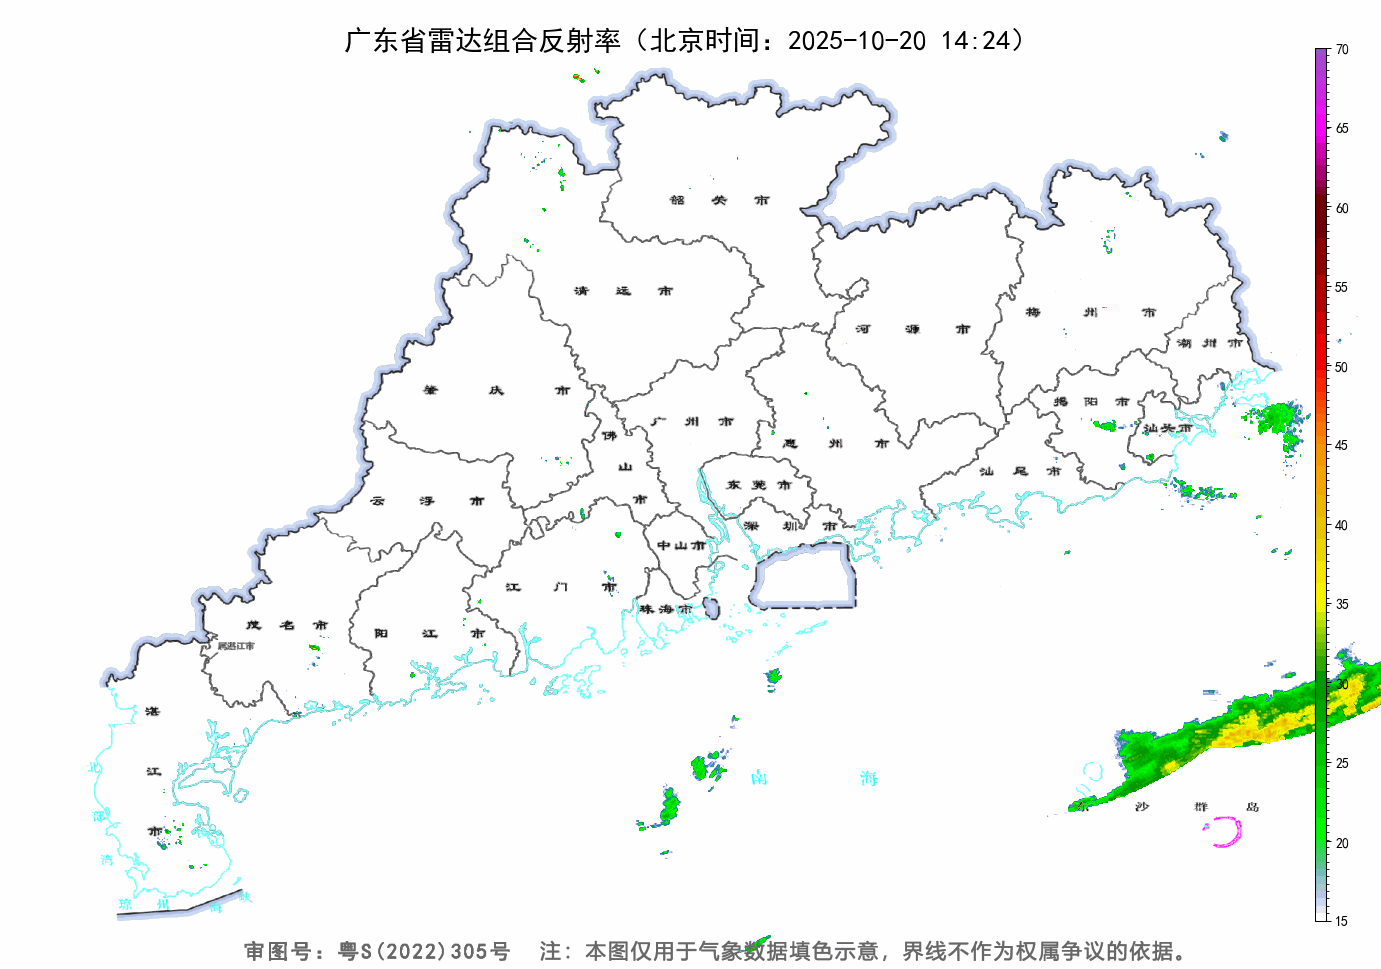 广东省雷达组合反射率（北京时间：2025-10-20 14:24）
70
65
60
55
50
45
40
35
30
25
20
15
韶 关 市
清 远 市
河 源 市
梅 州 市
潮 州 市
肇 庆 市
广 州 市
佛 山 市
惠 州 市
揭 阳 市
汕头市
汕 尾 市
云 浮 市
东 莞 市
深 圳 市
中山市
江 门 市
珠海市
茂 名 市
属湛江市
阳 江 市
湛 江 市
北 部 湾
南 海
东 沙 群 岛
琼 州 海 峡
审图号：粤S(2022)305号 注：本图仅用于气象数据填色示意，界线不作为权属争议的依据。